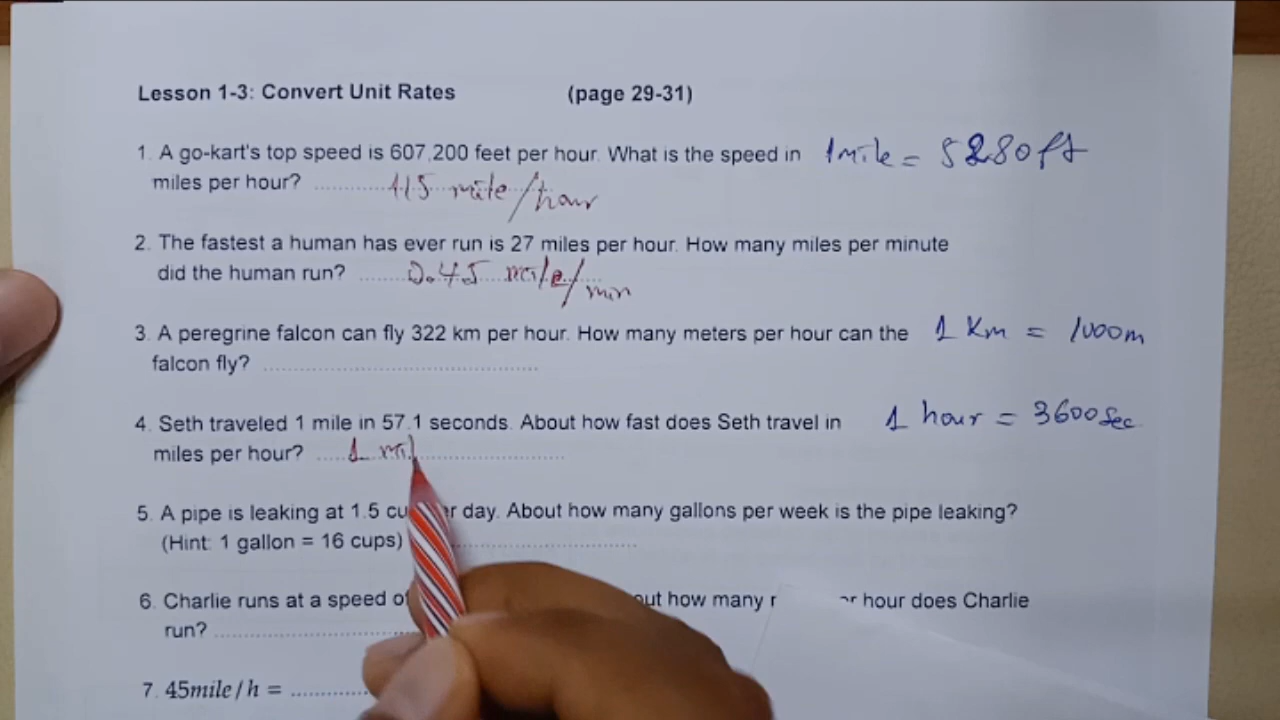 Lesson 1-3: Convert Unit Rates (page 29-31)
1. A go-kart's top speed is 607,200 feet per hour. What is the speed in 1 mile = 5280 ft
miles per hour? ........... 115 mile/hour
2. The fastest a human has ever run is 27 miles per hour. How many miles per minute
did the human run? ....... 0.45 mile/min
3. A peregrine falcon can fly 322 km per hour. How many meters per hour can the 1 Km = 1000m
falcon fly? ..........................................
4. Seth traveled 1 mile in 57.1 seconds. About how fast does Seth travel in 1 hour = 3600 Sec
miles per hour? ..... 1 mil ......................
5. A pipe is leaking at 1.5 day. About how many gallons per week is the pipe leaking?
(Hint: 1 gallon = 16 cups) ............................
6. Charlie runs at a speed how many hour does Charlie
run? ...............................
7. 45mile/h = ............